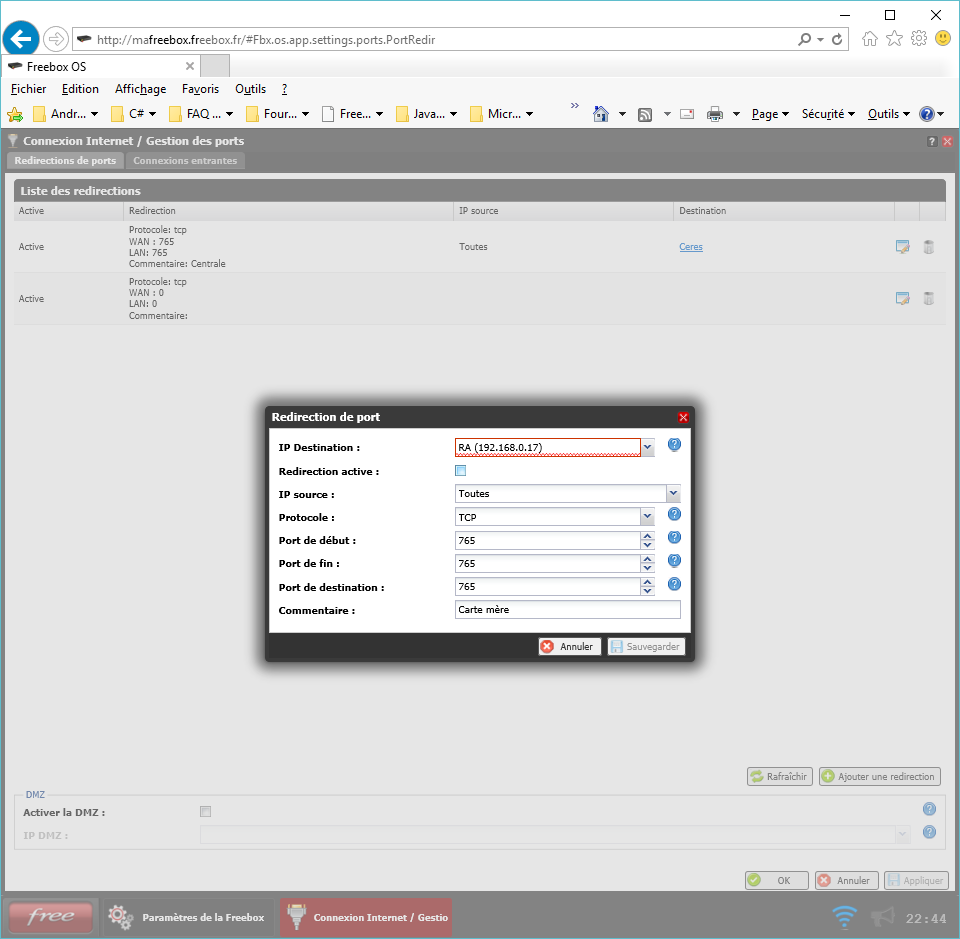 http://mafreebox.freebox.fr/#Fbx.os.app.settings.ports.PortRedir
Freebox OS
Fichier Edition Affichage Favoris Outils ?
Andr... C# FAQ ... Four... Free... Java... Micr... » Page Sécurité Outils
Connexion Internet / Gestion des ports
Redirections de ports Connexions entrantes
Liste des redirections
Active Redirection IP source Destination
Protocole: tcp
WAN : 765
Active Toutes Ceres
LAN: 765
Commentaire: Centrale
Protocole: tcp
WAN : 0
Active
LAN: 0
Commentaire:
Redirection de port
IP Destination : RA (192.168.0.17)
Redirection active :
IP source : Toutes
Protocole : TCP
Port de début : 765
Port de fin : 765
Port de destination : 765
Commentaire : Carte mère
Annuler Sauvegarder
Rafraîchir Ajouter une redirection
DMZ
Activer la DMZ :
IP DMZ :
OK Annuler Appliquer
free Paramètres de la Freebox Connexion Internet / Gestio 22:44